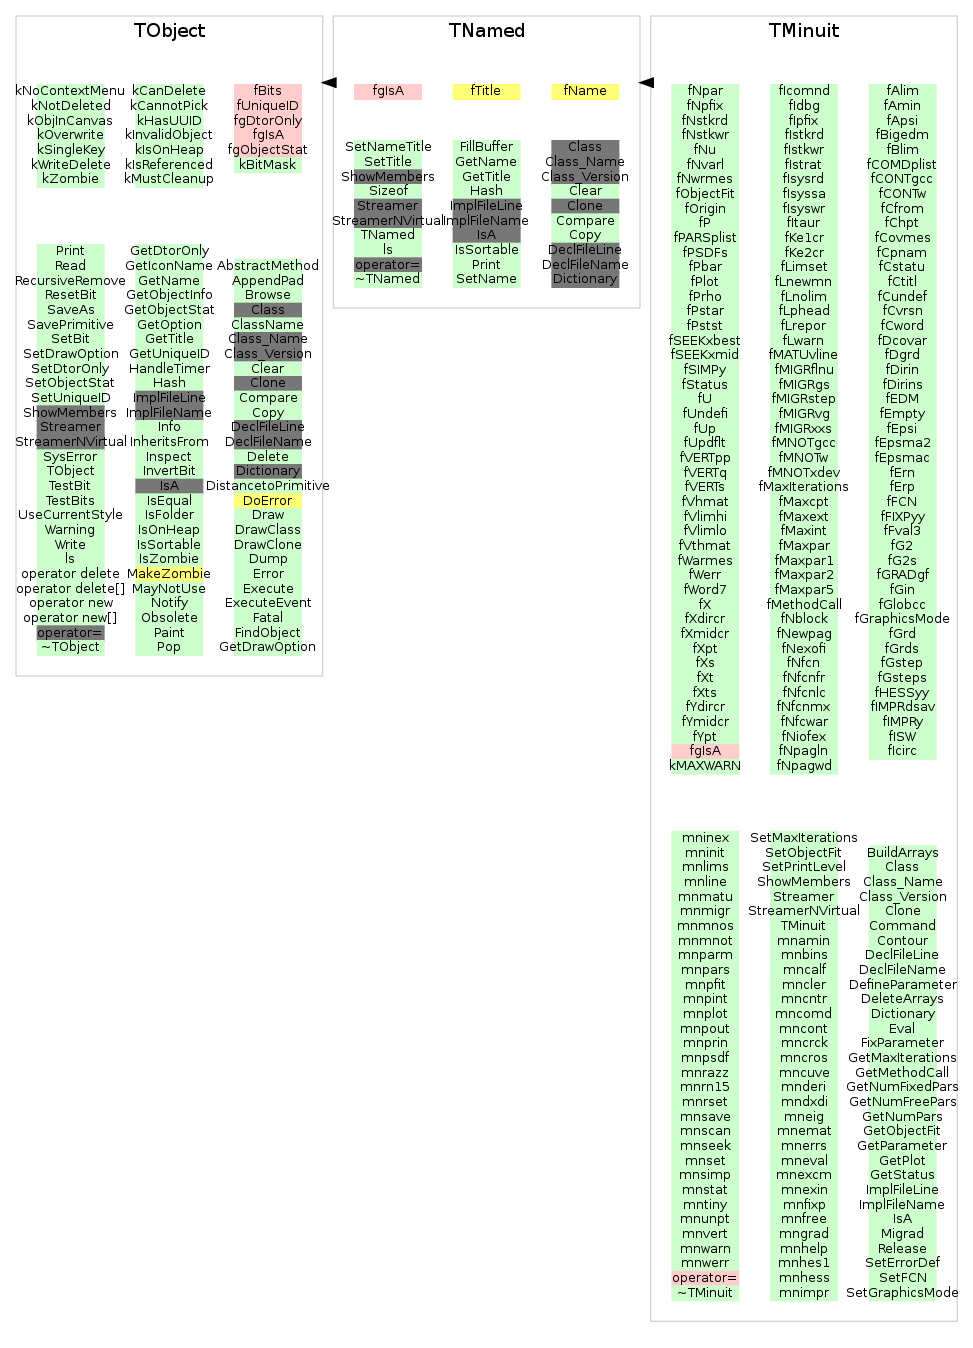 TObject
kNoContextMenu
kNotDeleted
kObjInCanvas
kOverwrite
kSingleKey
kWriteDelete
kZombie
kCanDelete
kCannotPick
kHasUUID
kInvalidObject
kIsOnHeap
kIsReferenced
kMustCleanup
fBits
fUniqueID
fgDtorOnly
fgIsA
fgObjectStat
kBitMask
Print
Read
RecursiveRemove
ResetBit
SaveAs
SavePrimitive
SetBit
SetDrawOption
SetDtorOnly
SetObjectStat
SetUniqueID
ShowMembers
Streamer
StreamerNVirtual
SysError
TObject
TestBit
TestBits
UseCurrentStyle
Warning
Write
ls
operator delete
operator delete[]
operator new
operator new[]
operator=
~TObject
GetDtorOnly
GetIconName
GetName
GetObjectInfo
GetObjectStat
GetOption
GetTitle
GetUniqueID
HandleTimer
Hash
ImplFileLine
ImplFileName
Info
InheritsFrom
Inspect
InvertBit
IsA
IsEqual
IsFolder
IsOnHeap
IsSortable
IsZombie
MakeZombie
MayNotUse
Notify
Obsolete
Paint
Pop
AbstractMethod
AppendPad
Browse
Class
ClassName
Class_Name
Class_Version
Clear
Clone
Compare
Copy
DeclFileLine
DeclFileName
Delete
Dictionary
DistancetoPrimitive
DoError
Draw
DrawClass
DrawClone
Dump
Error
Execute
ExecuteEvent
Fatal
FindObject
GetDrawOption
TNamed
fgIsA
fTitle
fName
SetNameTitle
SetTitle
ShowMembers
Sizeof
Streamer
StreamerNVirtual
TNamed
ls
operator=
~TNamed
FillBuffer
GetName
GetTitle
Hash
ImplFileLine
ImplFileName
IsA
IsSortable
Print
SetName
Class
Class_Name
Class_Version
Clear
Clone
Compare
Copy
DeclFileLine
DeclFileName
Dictionary
TMinuit
fNpar
fNpfix
fNstkrd
fNstkwr
fNu
fNvarl
fNwrmes
fObjectFit
fOrigin
fP
fPARSplist
fPSDFs
fPbar
fPlot
fPrho
fPstar
fPstst
fSEEKxbest
fSEEKxmid
fSIMPy
fStatus
fU
fUndefi
fUp
fUpdflt
fVERTpp
fVERTq
fVERTs
fVhmat
fVlimhi
fVlimlo
fVthmat
fWarmes
fWerr
fWord7
fX
fXdircr
fXmidcr
fXpt
fXs
fXt
fXts
fYdircr
fYmidcr
fYpt
fgIsA
kMAXWARN
fIcomnd
fIdbg
fIpfix
fIstkrd
fIstkwr
fIstrat
fIsysrd
fIsyssa
fIsyswr
fItaur
fKe1cr
fKe2cr
fLimset
fLnewmn
fLnolim
fLphead
fLrepor
fLwarn
fMATUvline
fMIGRflnu
fMIGRgs
fMIGRstep
fMIGRvg
fMIGRxxs
fMNOTgcc
fMNOTw
fMNOTxdev
fMaxIterations
fMaxcpt
fMaxext
fMaxint
fMaxpar
fMaxpar1
fMaxpar2
fMaxpar5
fMethodCall
fNblock
fNewpag
fNexofi
fNfcn
fNfcnfr
fNfcnlc
fNfcnmx
fNfcwar
fNiofex
fNpagln
fNpagwd
fAlim
fAmin
fApsi
fBigedm
fBlim
fCOMDplist
fCONTgcc
fCONTw
fCfrom
fChpt
fCovmes
fCpnam
fCstatu
fCtitl
fCundef
fCvrsn
fCword
fDcovar
fDgrd
fDirin
fDirins
fEDM
fEmpty
fEpsi
fEpsma2
fEpsmac
fErn
fErp
fFCN
fFIXPyy
fFval3
fG2
fG2s
fGRADgf
fGin
fGlobcc
fGraphicsMode
fGrd
fGrds
fGstep
fGsteps
fHESSyy
fIMPRdsav
fIMPRy
fISW
fIcirc
mninex
mninit
mnlims
mnline
mnmatu
mnmigr
mnmnos
mnmnot
mnparm
mnpars
mnpfit
mnpint
mnplot
mnpout
mnprin
mnpsdf
mnrazz
mnrn15
mnrset
mnsave
mnscan
mnseek
mnset
mnsimp
mnstat
mntiny
mnunpt
mnvert
mnwarn
mnwerr
operator=
~TMinuit
SetMaxIterations
SetObjectFit
SetPrintLevel
ShowMembers
Streamer
StreamerNVirtual
TMinuit
mnamin
mnbins
mncalf
mncler
mncntr
mncomd
mncont
mncrck
mncros
mncuve
mnderi
mndxdi
mneig
mnemat
mnerrs
mneval
mnexcm
mnexin
mnfixp
mnfree
mngrad
mnhelp
mnhes1
mnhess
mnimpr
BuildArrays
Class
Class_Name
Class_Version
Clone
Command
Contour
DeclFileLine
DeclFileName
DefineParameter
DeleteArrays
Dictionary
Eval
FixParameter
GetMaxIterations
GetMethodCall
GetNumFixedPars
GetNumFreePars
GetNumPars
GetObjectFit
GetParameter
GetPlot
GetStatus
ImplFileLine
ImplFileName
IsA
Migrad
Release
SetErrorDef
SetFCN
SetGraphicsMode